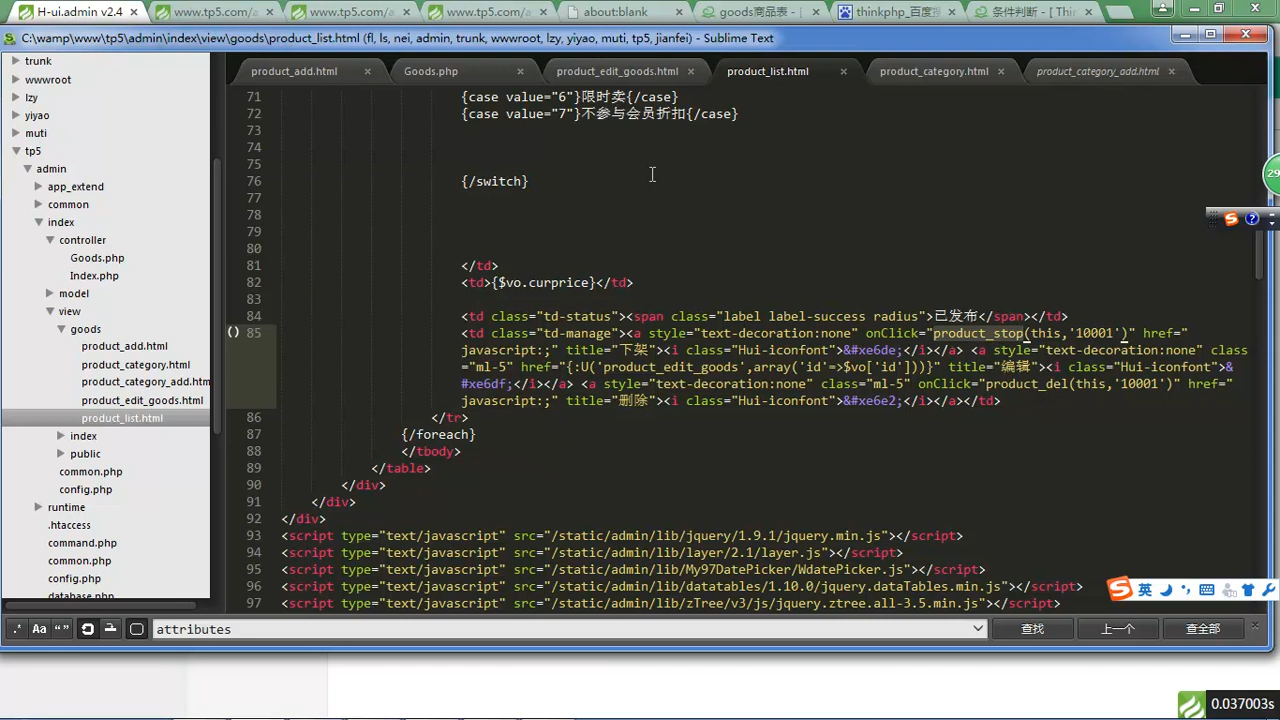 H-ui.admin v2.4 × www.tp5.com/a × www.tp5.com/a × www.tp5.com/a × about:blank × goods商品表 - × thinkphp_百度 × 条件判断 - [ Thin ×
C:\wamp\www\tp5\admin\index\view\goods\product_list.html (fl, ls, nei, admin, trunk, wwwroot, lzy, yiyao, muti, tp5, jianfei) - Sublime Text
product_add.html × Goods.php × product_edit_goods.html × product_list.html × product_category.html × product_category_add.html ×
trunk
wwwroot
lzy
yiyao
muti
tp5
admin
app_extend
common
index
controller
Goods.php
Index.php
model
view
goods
product_add.html
product_category.html
product_category_add.htm
product_edit_goods.html
product_list.html
index
public
common.php
config.php
runtime
.htaccess
command.php
common.php
config.php
database.php
71 {case value="6"}限时卖{/case}
72 {case value="7"}不参与会员折扣{/case}
73
74
75
76 {/switch}
77
78
79
80
81 </td>
82 <td>{$vo.curprice}</td>
83
84 <td class="td-status"><span class="label label-success radius">已发布</span></td>
85 <td class="td-manage"><a style="text-decoration:none" onClick="product_stop(this,'10001')" href="
javascript:;" title="下架"><i class="Hui-iconfont">&#xe6de;</i></a> <a style="text-decoration:none" class
="ml-5" href="{:U('product_edit_goods',array('id'=>$vo['id']))}" title="编辑"><i class="Hui-iconfont">&
#xe6df;</i></a> <a style="text-decoration:none" class="ml-5" onClick="product_del(this,'10001')" href="
javascript:;" title="删除"><i class="Hui-iconfont">&#xe6e2;</i></a></td>
86 </tr>
87 {/foreach}
88 </tbody>
89 </table>
90 </div>
91 </div>
92 </div>
93 <script type="text/javascript" src="/static/admin/lib/jquery/1.9.1/jquery.min.js"></script>
94 <script type="text/javascript" src="/static/admin/lib/layer/2.1/layer.js"></script>
95 <script type="text/javascript" src="/static/admin/lib/My97DatePicker/WdatePicker.js"></script>
96 <script type="text/javascript" src="/static/admin/lib/datatables/1.10.0/jquery.dataTables.min.js"></script>
97 <script type="text/javascript" src="/static/admin/lib/zTree/v3/js/jquery.ztree.all-3.5.min.js"></script>
29
英
.* Aa “” attributes 查找 上一个 查全部
0.037003s